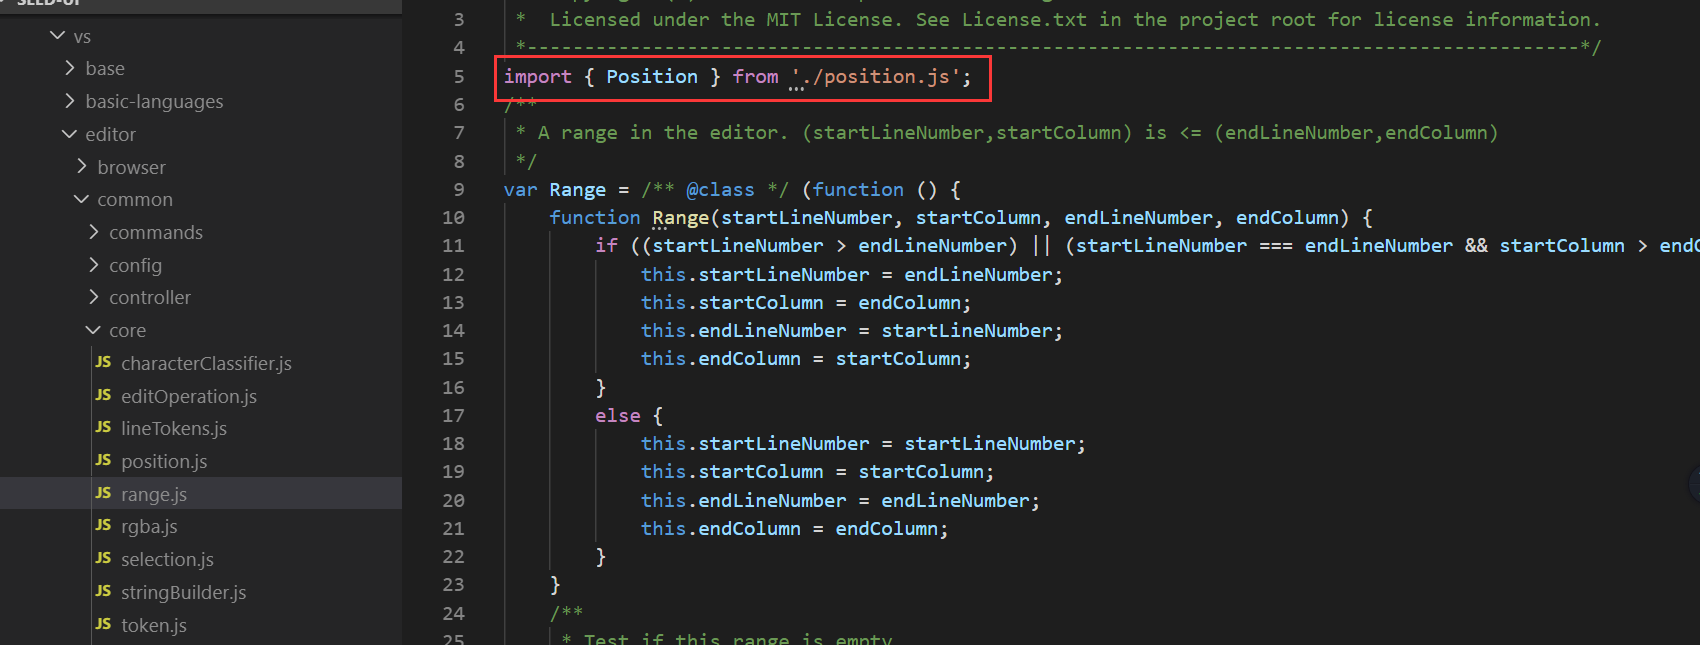 SEED-UI
vs
base
basic-languages
editor
browser
common
commands
config
controller
core
JS characterClassifier.js
JS editOperation.js
JS lineTokens.js
JS position.js
JS range.js
JS rgba.js
JS selection.js
JS stringBuilder.js
JS token.js
3 *  Licensed under the MIT License. See License.txt in the project root for license information.
4 *--------------------------------------------------------------------------------------------*/
5 import { Position } from './position.js';
6 /**
7 * A range in the editor. (startLineNumber,startColumn) is <= (endLineNumber,endColumn)
8 */
9 var Range = /** @class */ (function () {
10 function Range(startLineNumber, startColumn, endLineNumber, endColumn) {
11 if ((startLineNumber > endLineNumber) || (startLineNumber === endLineNumber && startColumn >
12 this.startLineNumber = endLineNumber;
13 this.startColumn = endColumn;
14 this.endLineNumber = startLineNumber;
15 this.endColumn = startColumn;
16 }
17 else {
18 this.startLineNumber = startLineNumber;
19 this.startColumn = startColumn;
20 this.endLineNumber = endLineNumber;
21 this.endColumn = endColumn;
22 }
23 }
24 /**
25 * Test if this range is empty